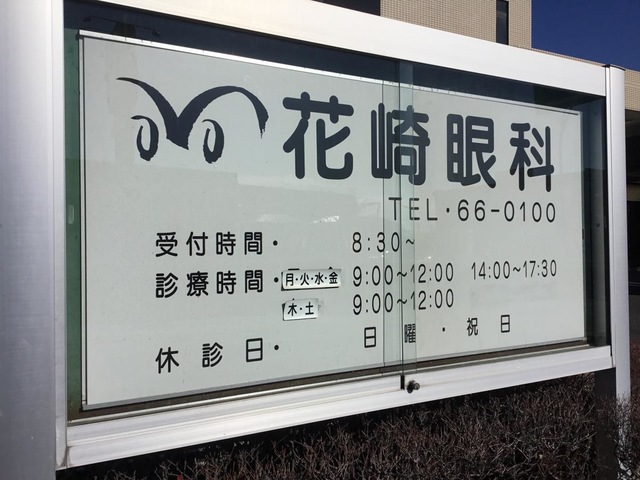 花崎眼科
TEL・66-0100
受付時間・ 8:30~
診療時間・ 月・火・水・金 9:00~12:00 14:00~17:30
木・土 9:00~12:00
休診日・ 日曜・祝日